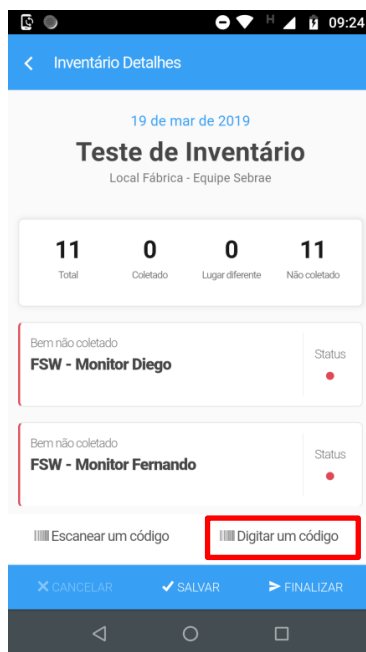 H 09:24
Inventário Detalhes
19 de mar de 2019
Teste de Inventário
Local Fábrica - Equipe Sebrae
11 0 0 11
Total Coletado Lugar diferente Não coletado
Bem não coletado
FSW - Monitor Diego
Status
Bem não coletado
FSW - Monitor Fernando
Status
Escanear um código Digitar um código
CANCELAR SALVAR FINALIZAR